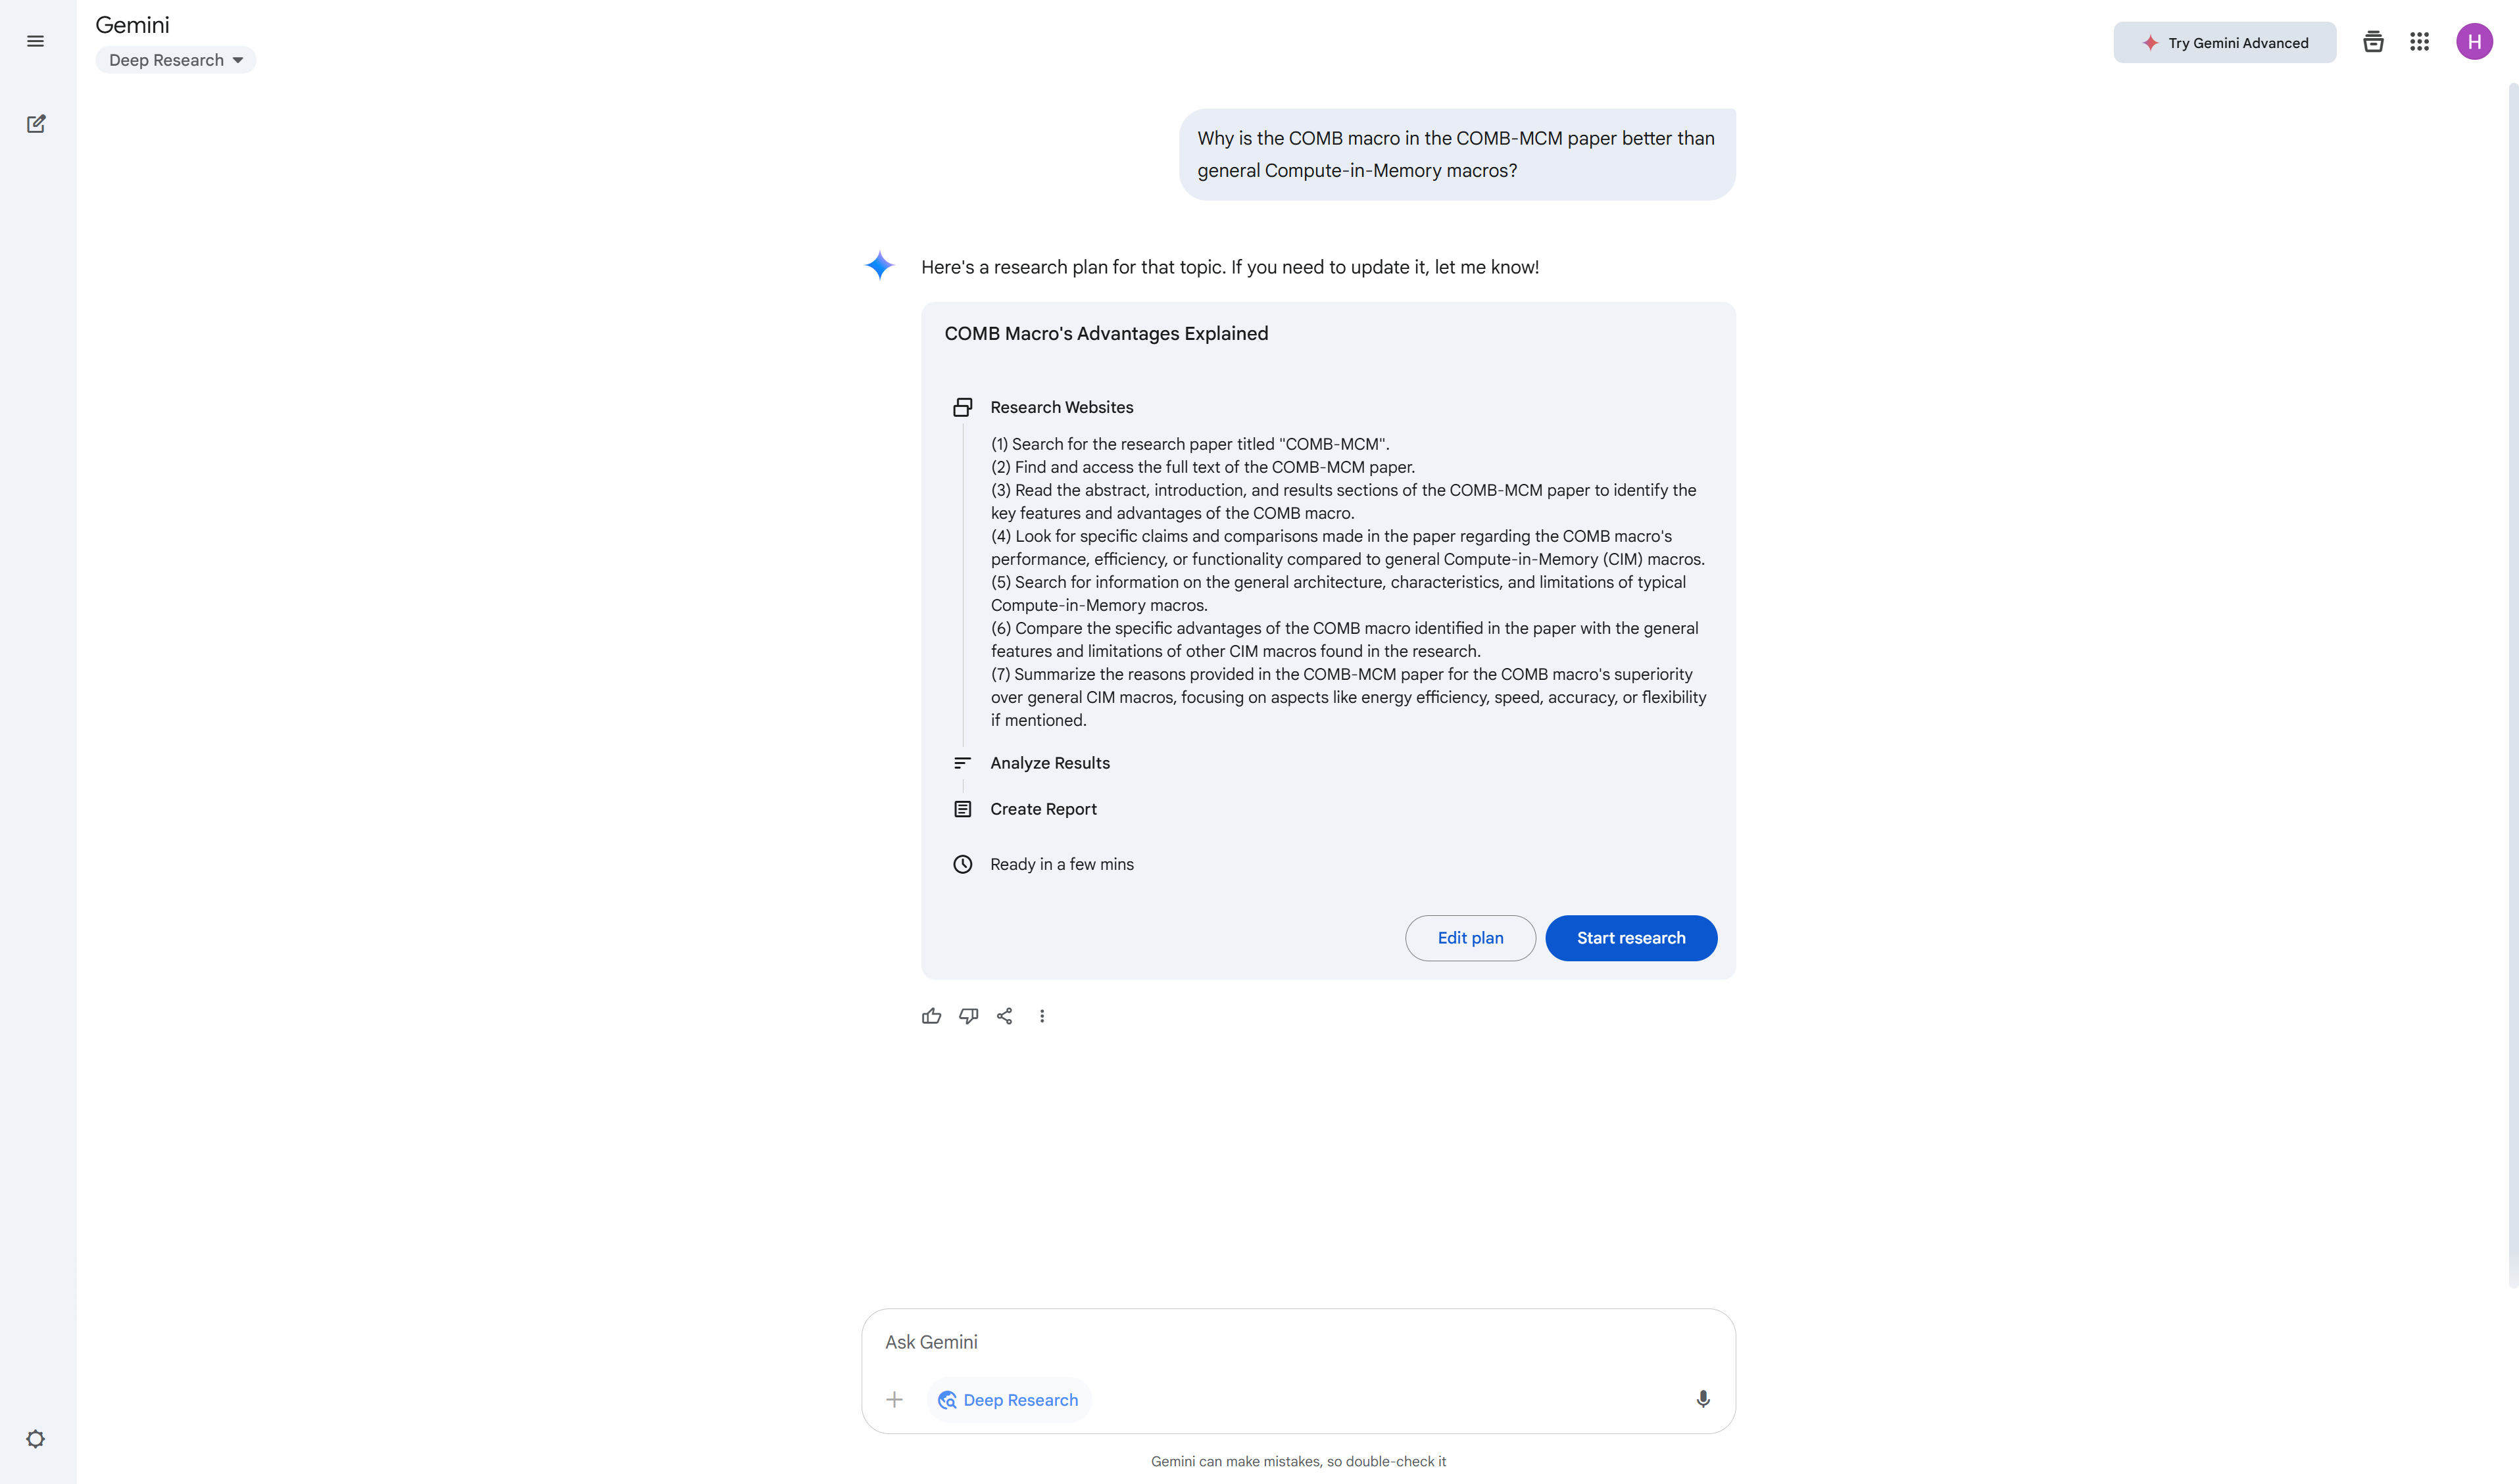 Gemini
Deep Research
Try Gemini Advanced
H
Why is the COMB macro in the COMB-MCM paper better than
general Compute-in-Memory macros?
Here's a research plan for that topic. If you need to update it, let me know!
COMB Macro's Advantages Explained
Research Websites
(1) Search for the research paper titled "COMB-MCM".
(2) Find and access the full text of the COMB-MCM paper.
(3) Read the abstract, introduction, and results sections of the COMB-MCM paper to identify the
key features and advantages of the COMB macro.
(4) Look for specific claims and comparisons made in the paper regarding the COMB macro's
performance, efficiency, or functionality compared to general Compute-in-Memory (CIM) macros.
(5) Search for information on the general architecture, characteristics, and limitations of typical
Compute-in-Memory macros.
(6) Compare the specific advantages of the COMB macro identified in the paper with the general
features and limitations of other CIM macros found in the research.
(7) Summarize the reasons provided in the COMB-MCM paper for the COMB macro's superiority
over general CIM macros, focusing on aspects like energy efficiency, speed, accuracy, or flexibility
if mentioned.
Analyze Results
Create Report
Ready in a few mins
Edit plan
Start research
Ask Gemini
Deep Research
Gemini can make mistakes, so double-check it